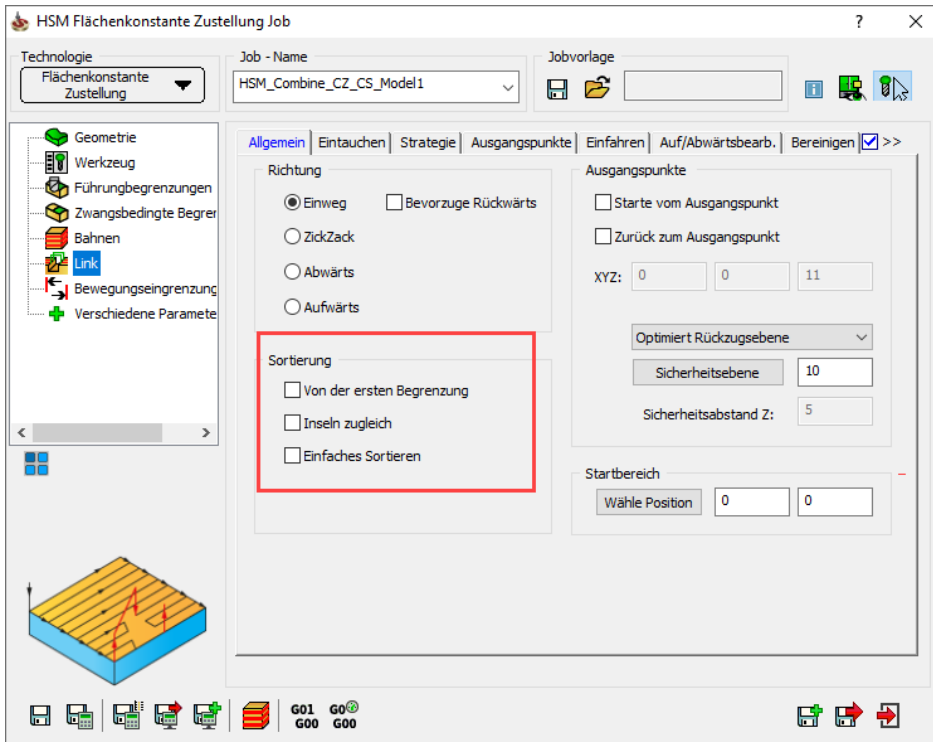 HSM Flächenkonstante Zustellung Job
?
Technologie
Flächenkonstante
Zustellung
Job - Name
HSM_Combine_CZ_CS_Model1
Jobvorlage
Geometrie
Werkzeug
Führungbegrenzungen
Zwangsbedingte Begrer
Bahnen
Link
Bewegungseingrenzung
Verschiedene Paramete
Allgemein
Eintauchen
Strategie
Ausgangspunkte
Einfahren
Auf/Abwärtsbearb.
Bereinigen
>>
Richtung
Einweg
Bevorzuge Rückwärts
ZickZack
Abwärts
Aufwärts
Sortierung
Von der ersten Begrenzung
Inseln zugleich
Einfaches Sortieren
Ausgangspunkte
Starte vom Ausgangspunkt
Zurück zum Ausgangspunkt
XYZ: 0 0 11
Optimiert Rückzugsebene
Sicherheitsebene 10
Sicherheitsabstand Z: 5
Startbereich
Wähle Position 0 0
G01
G00
G0
G00